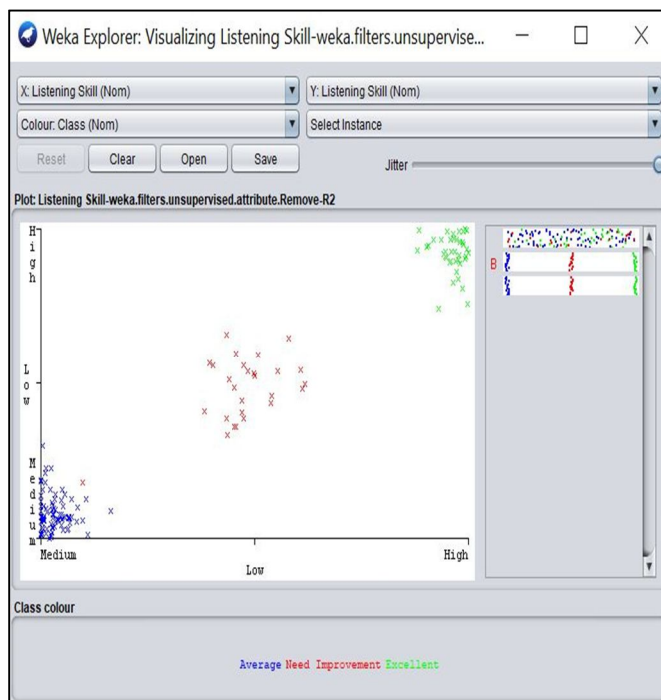 Weka Explorer: Visualizing Listening Skill-weka.filters.unsupervise...
X: Listening Skill (Nom)
Y: Listening Skill (Nom)
Colour: Class (Nom)
Select Instance
Reset
Clear
Open
Save
Jitter
Plot: Listening Skill-weka.filters.unsupervised.attribute.Remove-R2
High
Low
Medium
B
Medium
Low
High
Class colour
Average Need Improvement Excellent